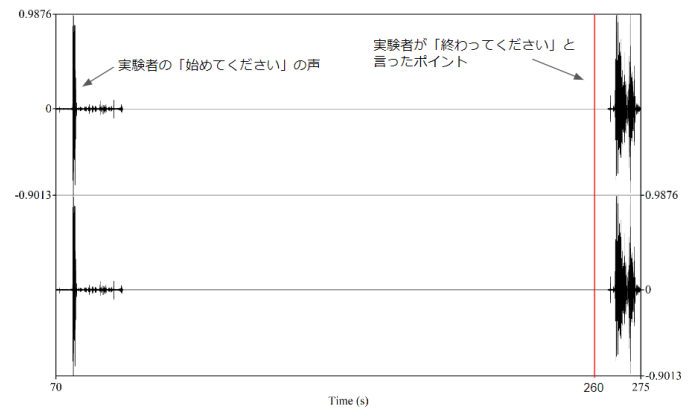 0.9876
実験者の「始めてください」の声
実験者が「終わってください」と
言ったポイント
0
-0.9013
0.9876
0
-0.9013
70
260
275
Time (s)